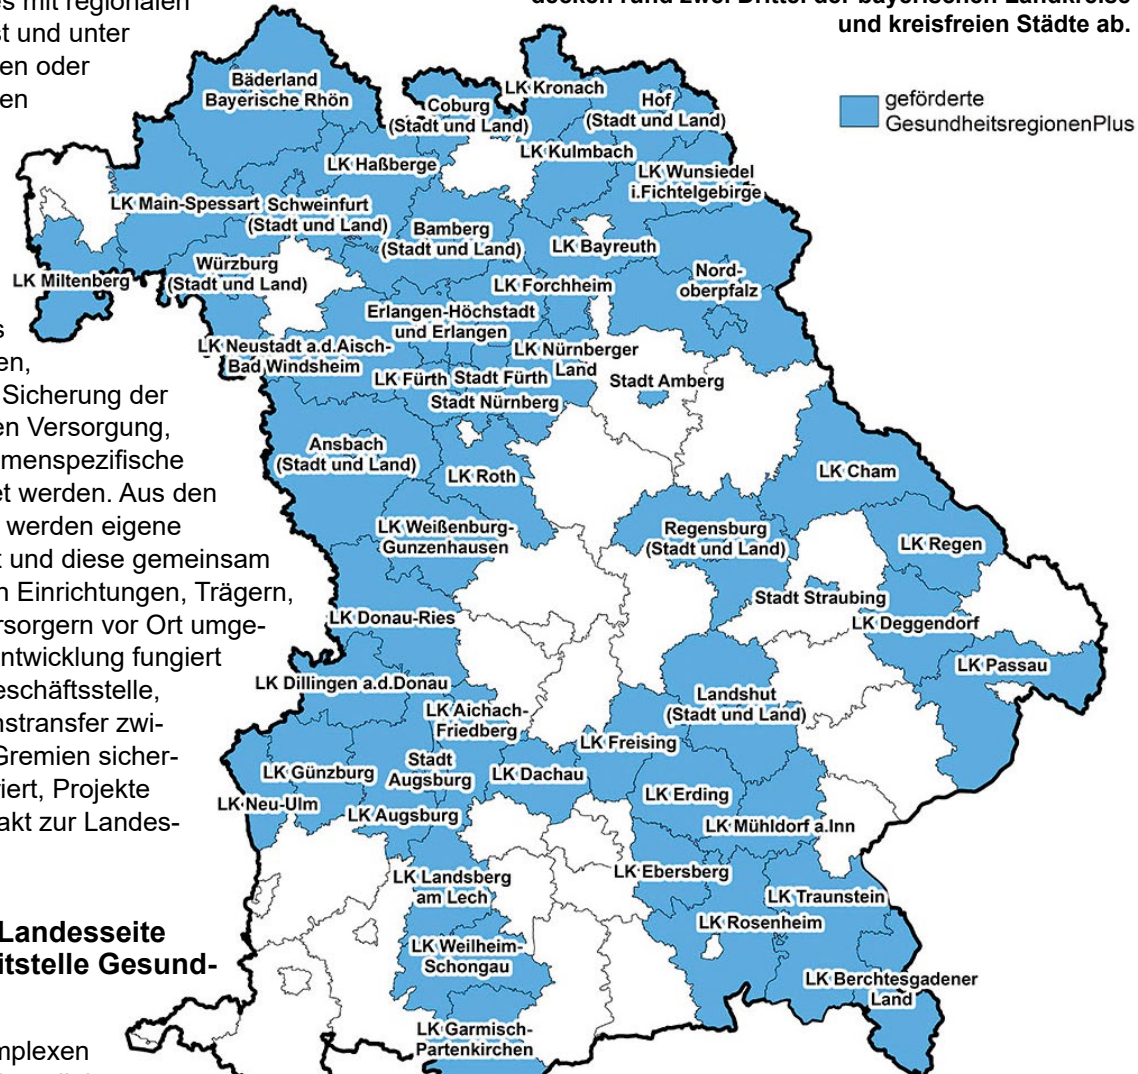 es mit regionalen
st und unter
en oder
en
s
en,
Sicherung der
en Versorgung,
menspezifische
et werden. Aus den
werden eigene
t und diese gemeinsam
n Einrichtungen, Trägern,
rsorgern vor Ort umge-
entwicklung fungiert
eschäftsstelle,
nstransfer zwi-
Gremien sicher-
iert, Projekte
akt zur Landes-
Landesseite
itstelle Gesund-
mplexen
decken rund zwei Drittel der bayerischen Landkreise
und kreisfreien Städte ab.
geförderte
GesundheitsregionenPlus
Bäderland
Bayerische Rhön
Coburg
(Stadt und Land)
LK Kronach
Hof
(Stadt und Land)
LK Haßberge
LK Kulmbach
LK Wunsiedel
i.Fichtelgebirge
LK Main-Spessart
Schweinfurt
(Stadt und Land)
Bamberg
(Stadt und Land)
LK Bayreuth
LK Miltenberg
Würzburg
(Stadt und Land)
LK Forchheim
Nord-
oberpfalz
Erlangen-Höchstadt
und Erlangen
LK Neustadt a.d.Aisch-
Bad Windsheim
LK Nürnberger
Land
LK Fürth
Stadt Fürth
Stadt Amberg
Stadt Nürnberg
Ansbach
(Stadt und Land)
LK Roth
LK Cham
LK Weißenburg-
Gunzenhausen
Regensburg
(Stadt und Land)
LK Regen
Stadt Straubing
LK Donau-Ries
LK Deggendorf
LK Passau
LK Dillingen a.d.Donau
LK Aichach-
Friedberg
Landshut
(Stadt und Land)
LK Freising
LK Günzburg
Stadt
Augsburg
LK Dachau
LK Neu-Ulm
LK Augsburg
LK Erding
LK Mühldorf a.Inn
LK Landsberg
am Lech
LK Ebersberg
LK Traunstein
LK Rosenheim
LK Weilheim-
Schongau
LK Berchtesgadener
Land
LK Garmisch-
Partenkirchen